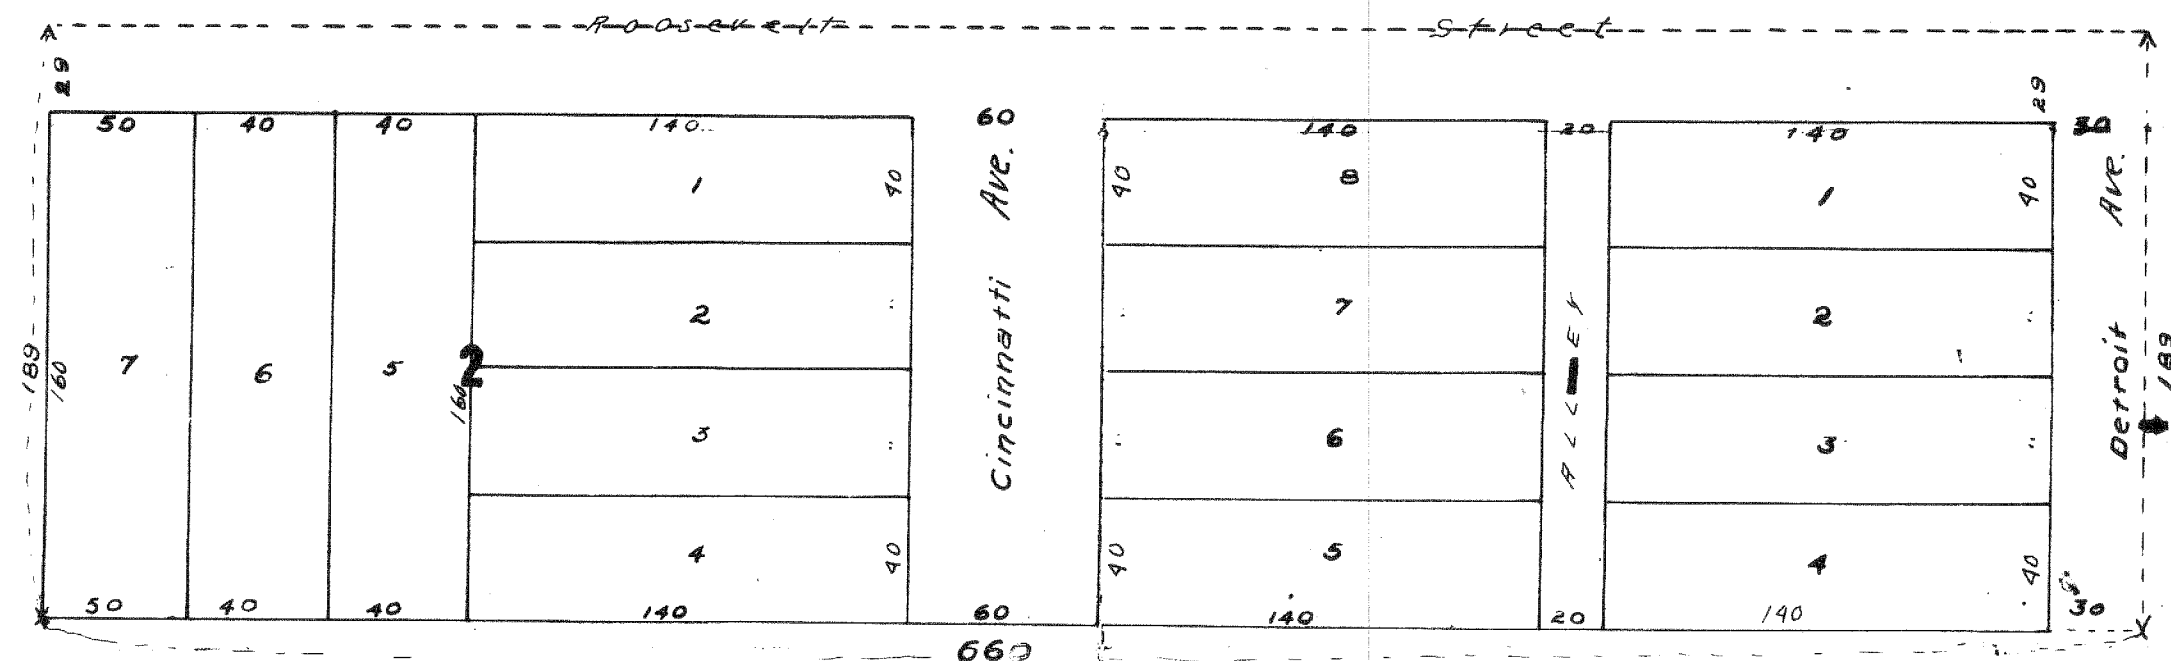 Roosevelt Street
29 29
50 40 40 140 60 140 20 140 30
1 40 40 8 1 40
Cincinnati Ave.
Detroit Ave.
2 " " 7 2 "
ALLEY
189 160 7 6 5 2 160 189
3 " " 6 3 "
4 40 40 5 4 40
50 40 40 140 60 140 20 140 30
660